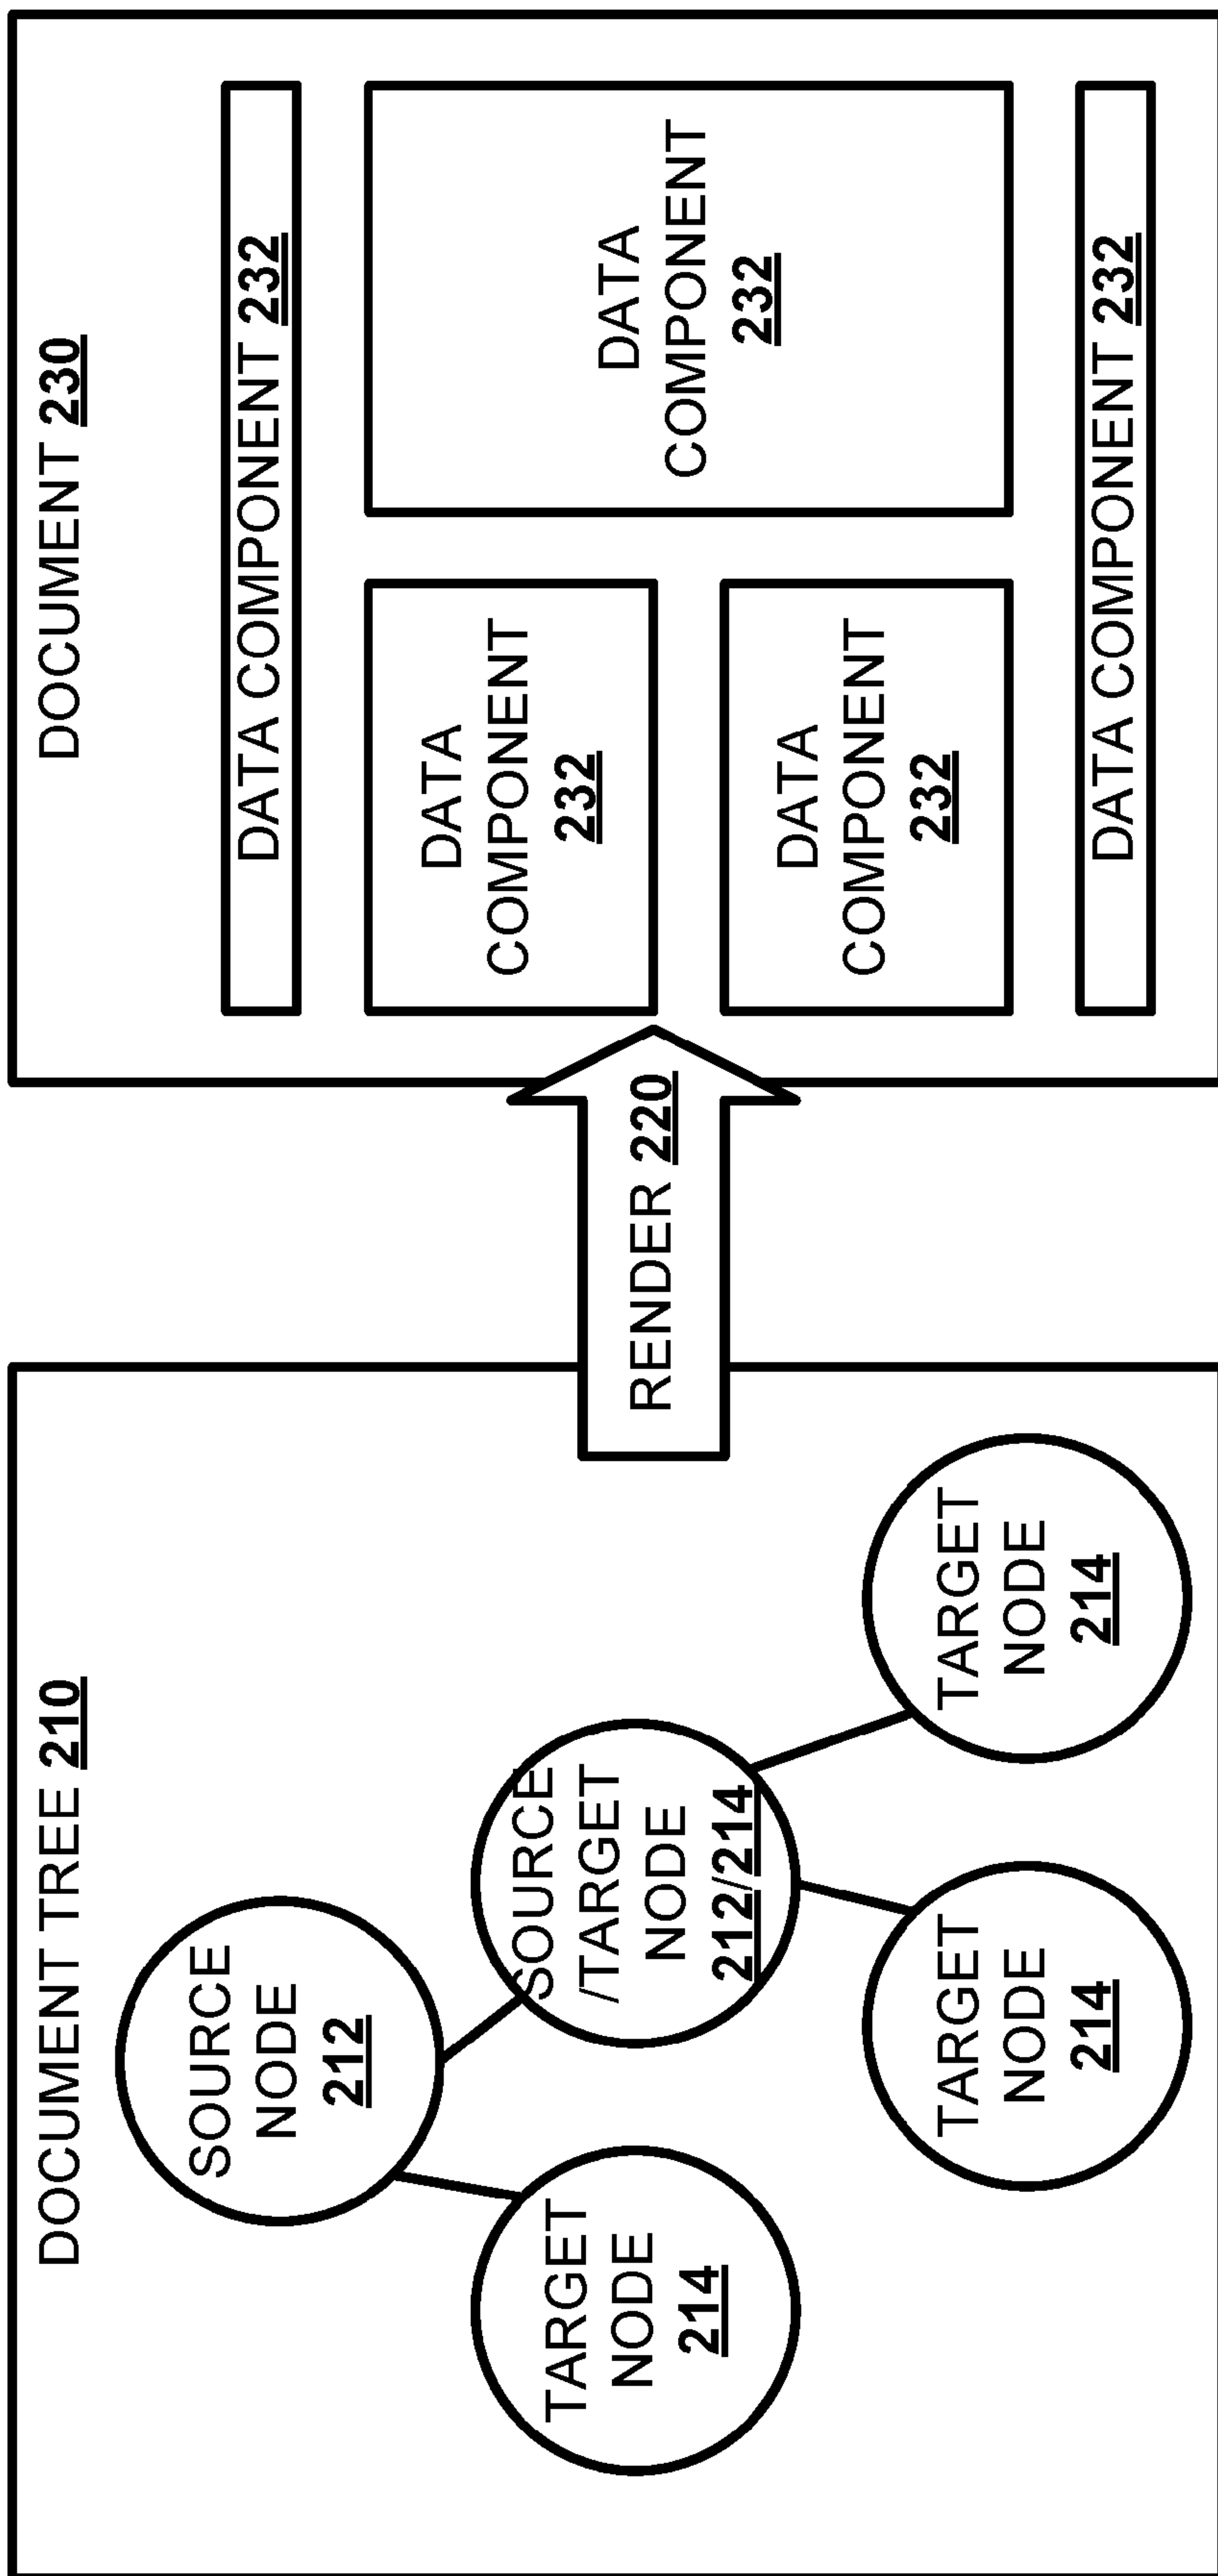 DOCUMENT TREE 210
SOURCE
NODE
212
TARGET
NODE
214
SOURCE
/TARGET
NODE
212/214
TARGET
NODE
214
TARGET
NODE
214
RENDER 220
DOCUMENT 230
DATA COMPONENT 232
DATA
COMPONENT
232
DATA
COMPONENT
232
DATA
COMPONENT
232
DATA COMPONENT 232